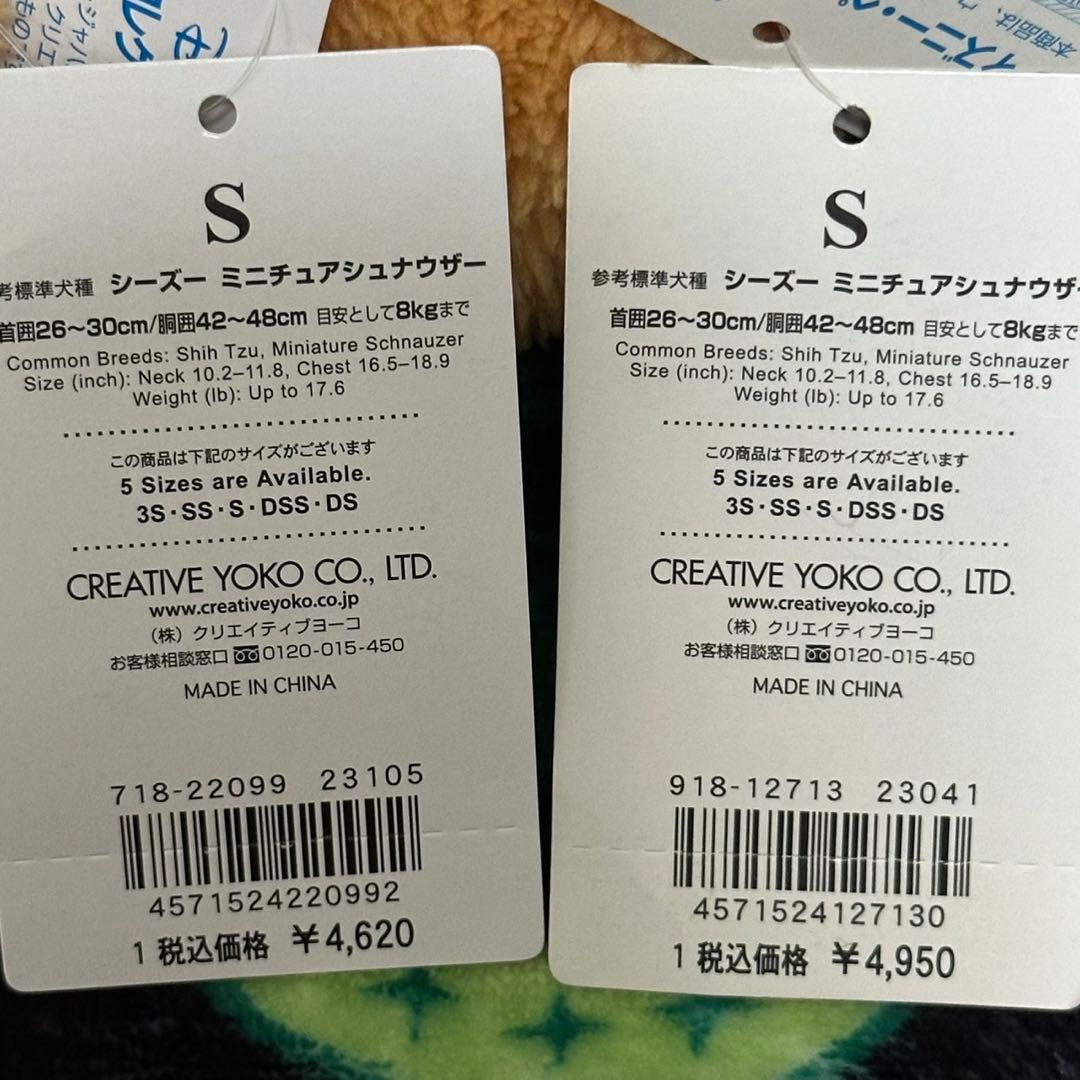 S
考標準犬種 シーズー ミニチュアシュナウザー
首囲26〜30cm/胴囲42〜48cm 目安として8kgまで
Common Breeds: Shih Tzu, Miniature Schnauzer
Size (inch): Neck 10.2–11.8, Chest 16.5–18.9
Weight (lb): Up to 17.6
この商品は下記のサイズがございます
5 Sizes are Available.
3S・SS・S・DSS・DS
CREATIVE YOKO CO., LTD.
www.creativeyoko.co.jp
（株）クリエイティブヨーコ
お客様相談窓口 0120-015-450
MADE IN CHINA
718-22099 23105
4571524220992
1 税込価格 ¥4,620
本商品は、
ィズニー・ペ
S
参考標準犬種 シーズー ミニチュアシュナウザー
首囲26〜30cm/胴囲42〜48cm 目安として8kgまで
Common Breeds: Shih Tzu, Miniature Schnauzer
Size (inch): Neck 10.2–11.8, Chest 16.5–18.9
Weight (lb): Up to 17.6
この商品は下記のサイズがございます
5 Sizes are Available.
3S・SS・S・DSS・DS
CREATIVE YOKO CO., LTD.
www.creativeyoko.co.jp
（株）クリエイティブヨーコ
お客様相談窓口 0120-015-450
MADE IN CHINA
918-12713 23041
4571524127130
1 税込価格 ¥4,950